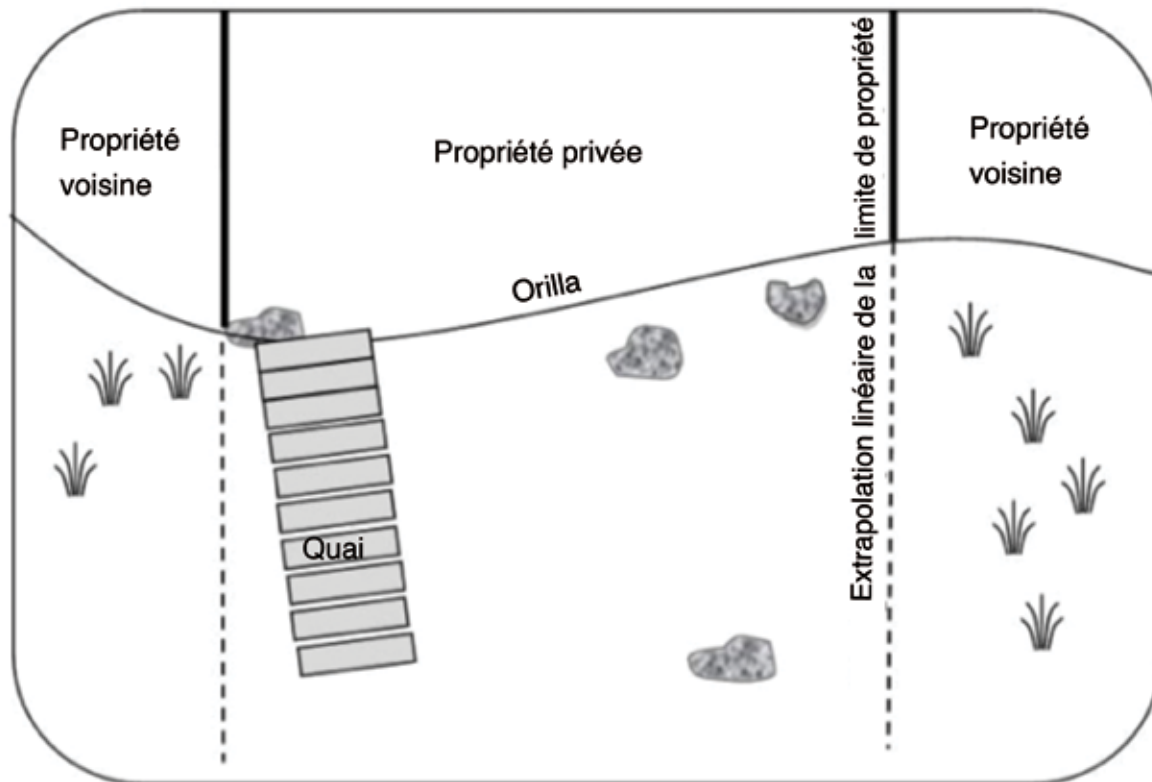 Propriété
voisine
Propriété privée
Extrapolation linéaire de la limite de propriété
Propriété
voisine
Orilla
Quai